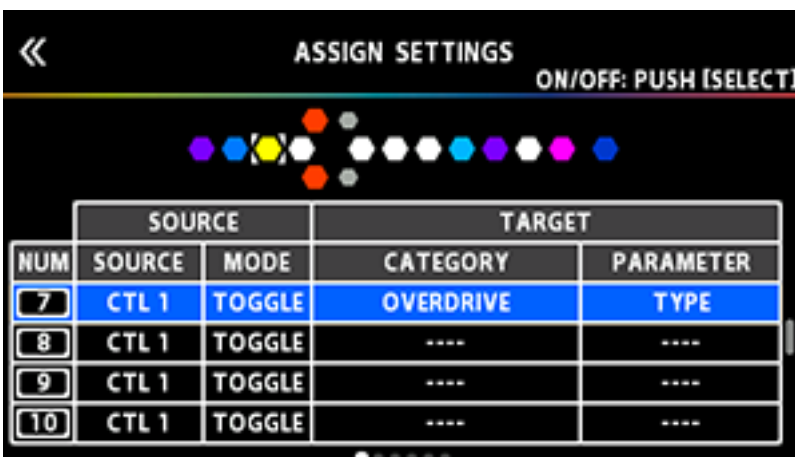 ASSIGN SETTINGS
ON/OFF: PUSH [SELECT]
SOURCE TARGET
NUM SOURCE MODE CATEGORY PARAMETER
7 CTL 1 TOGGLE OVERDRIVE TYPE
8 CTL 1 TOGGLE ---- ----
9 CTL 1 TOGGLE ---- ----
10 CTL 1 TOGGLE ---- ----